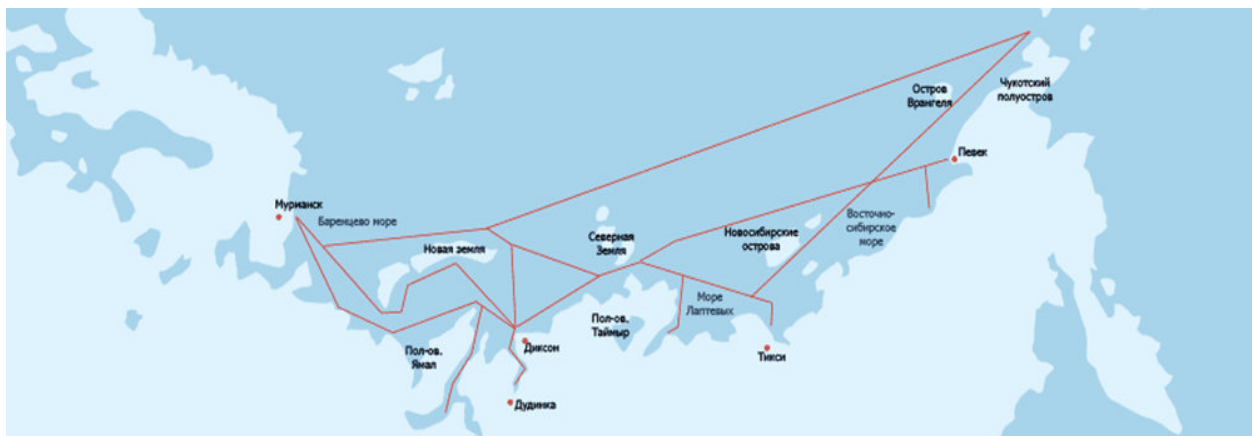 Остров
Врангеля
Чукотский
полуостров
Певек
Мурианск
Баренцево море
Новая земля
Северная
Земля
Новосибирские
острова
Восточно-
сибирское
море
Море
Лаптевых
Пол-ов.
Таймыр
Пол-ов.
Ямал
Диксон
Тикси
Дудинка